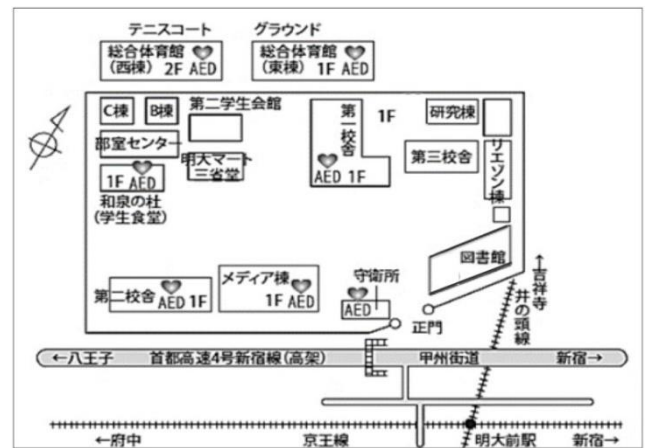 テニスコート
グラウンド
総合体育館
(西棟) 2F AED
総合体育館
(東棟) 1F AED
C棟
B棟
第二学生会館
第一校舎
1F
研究棟
部室センター
明大マート
三省堂
AED 1F
第三校舎
リエゾン棟
1F AED
和泉の杜
(学生食堂)
図書館
←吉祥寺
井の頭線
メディア棟
1F AED
守衛所
AED
第二校舎
AED 1F
正門
←八王子
首都高速4号新宿線(高架)
甲州街道
新宿→
←府中
京王線
明大前駅
新宿→